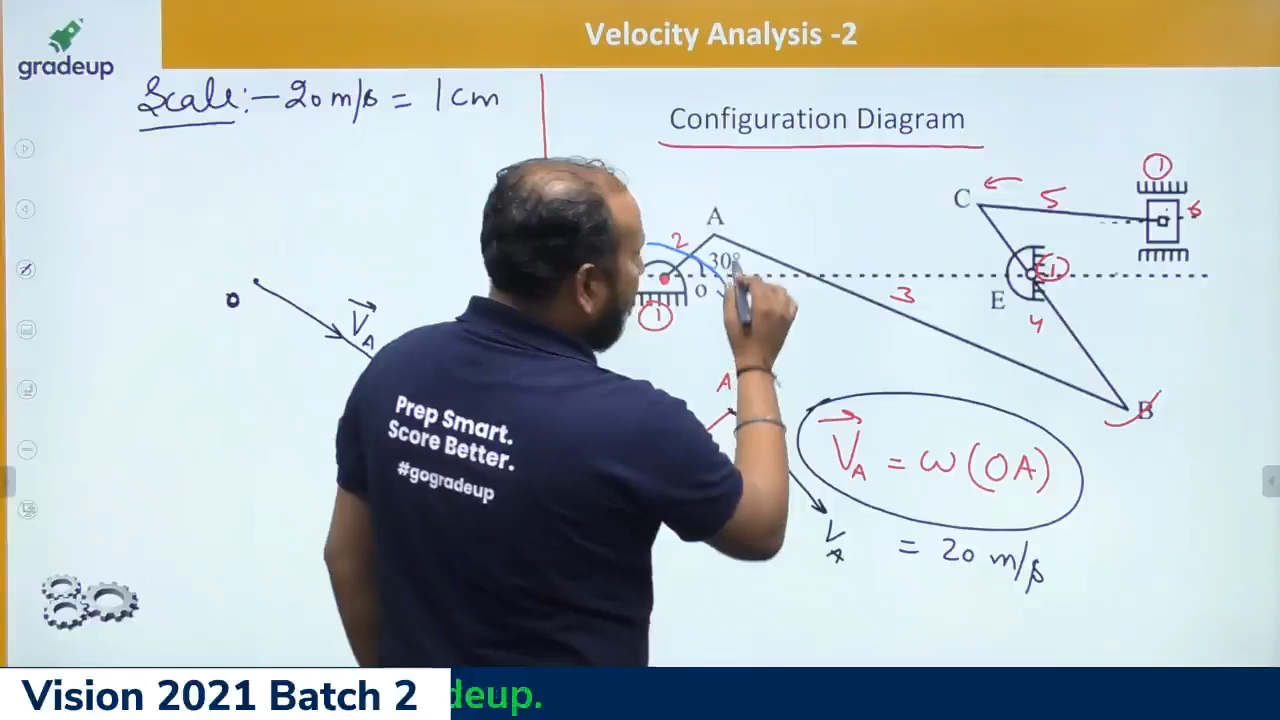 Velocity Analysis -2
gradeup
Scale:- 20 m/s = 1 cm
Configuration Diagram
1
C
5
6
A
2
30°
1
o
E
3
4
1
o
V_A
A
B
V_A = ω (OA)
Prep Smart.
Score Better.
#gogradeup
V_A
= 20 m/s
Vision 2021 Batch 2
deup.